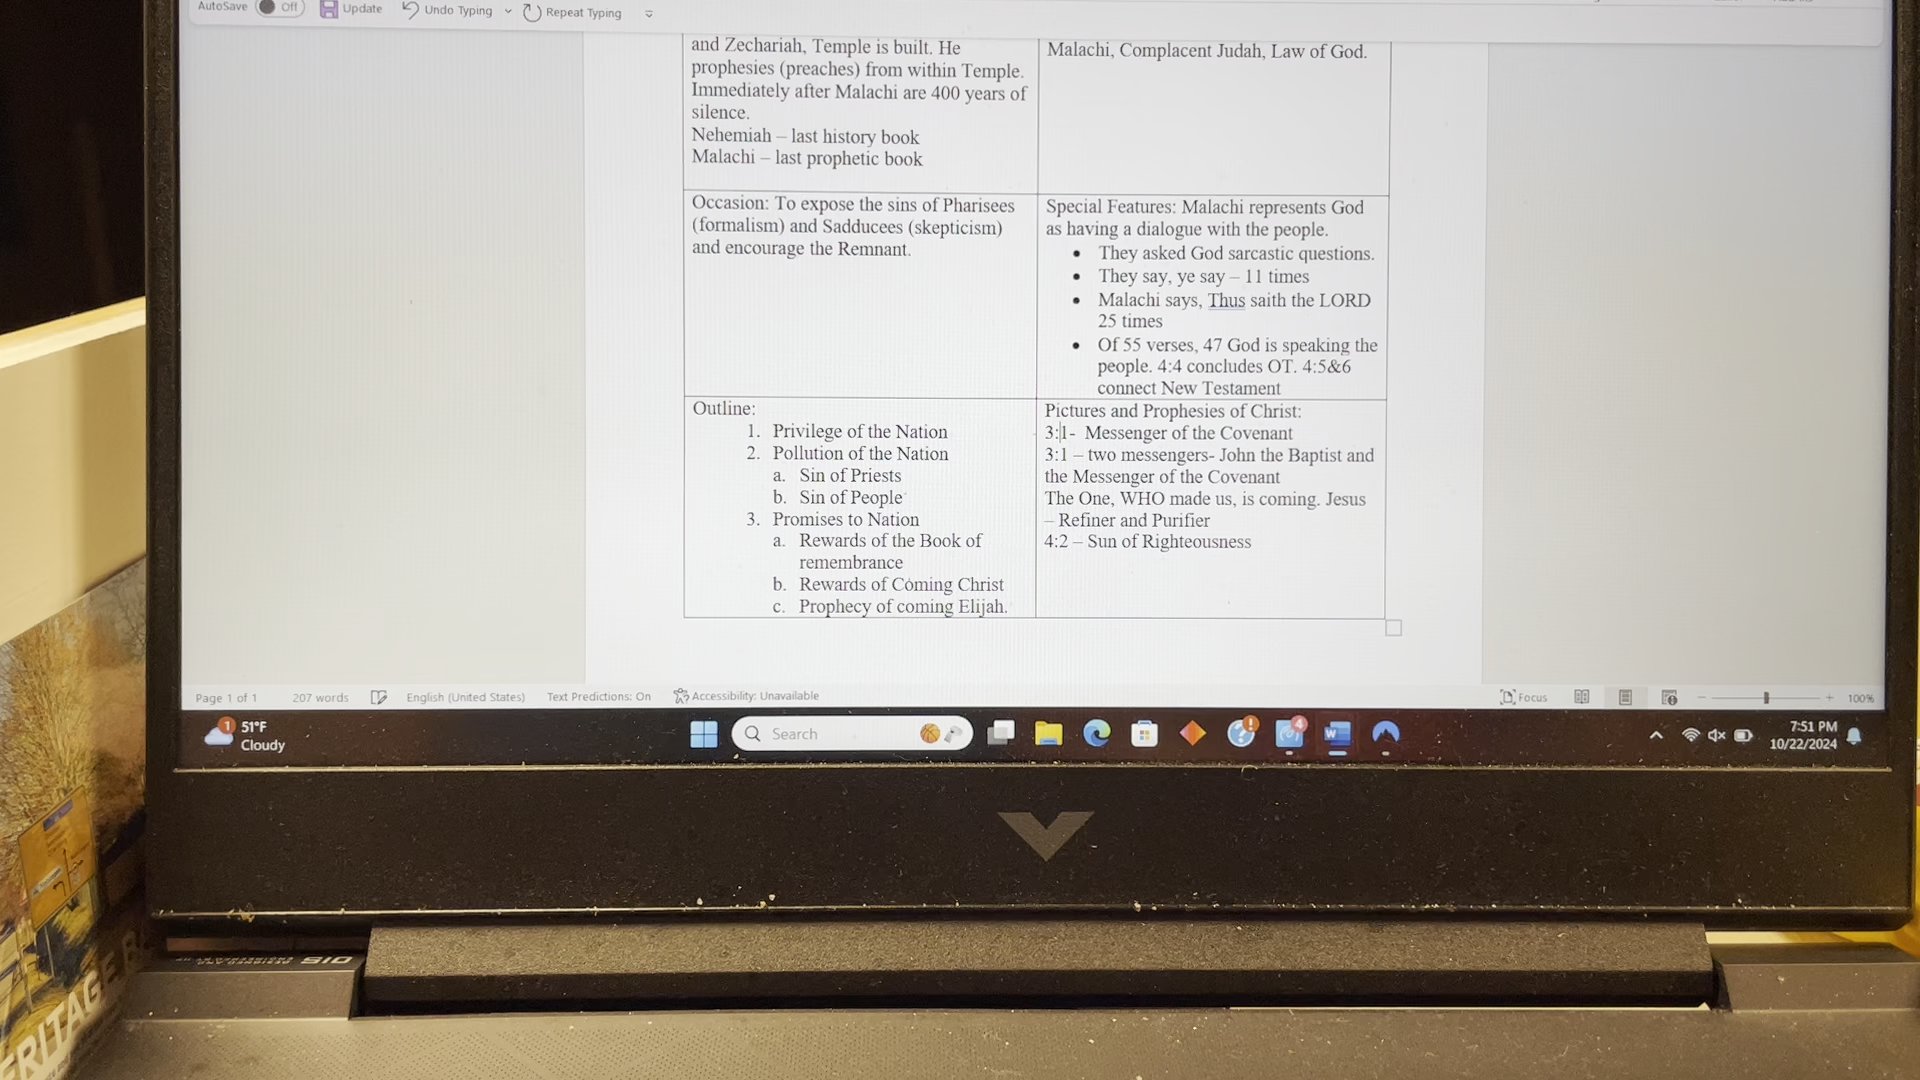 AutoSave Off Update Undo Typing Repeat Typing
and Zechariah, Temple is built. He
prophesies (preaches) from within Temple.
Immediately after Malachi are 400 years of
silence.
Nehemiah – last history book
Malachi – last prophetic book
Malachi, Complacent Judah, Law of God.
Occasion: To expose the sins of Pharisees
(formalism) and Sadducees (skepticism)
and encourage the Remnant.
Special Features: Malachi represents God
as having a dialogue with the people.
• They asked God sarcastic questions.
• They say, ye say – 11 times
• Malachi says, Thus saith the LORD
25 times
• Of 55 verses, 47 God is speaking the
people. 4:4 concludes OT. 4:5&6
connect New Testament
Outline:
1. Privilege of the Nation
2. Pollution of the Nation
a. Sin of Priests
b. Sin of People
3. Promises to Nation
a. Rewards of the Book of
remembrance
b. Rewards of Coming Christ
c. Prophecy of coming Elijah.
Pictures and Prophesies of Christ:
3:1- Messenger of the Covenant
3:1 – two messengers- John the Baptist and
the Messenger of the Covenant
The One, WHO made us, is coming. Jesus
– Refiner and Purifier
4:2 – Sun of Righteousness
Page 1 of 1 207 words English (United States) Text Predictions: On Accessibility: Unavailable Focus 100%
1 51°F
Cloudy
Search
4
W
7:51 PM
10/22/2024